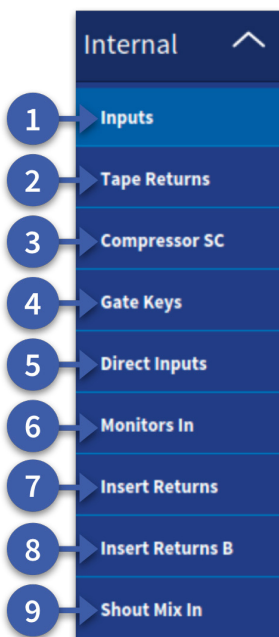 Internal
1 Inputs
2 Tape Returns
3 Compressor SC
4 Gate Keys
5 Direct Inputs
6 Monitors In
7 Insert Returns
8 Insert Returns B
9 Shout Mix In